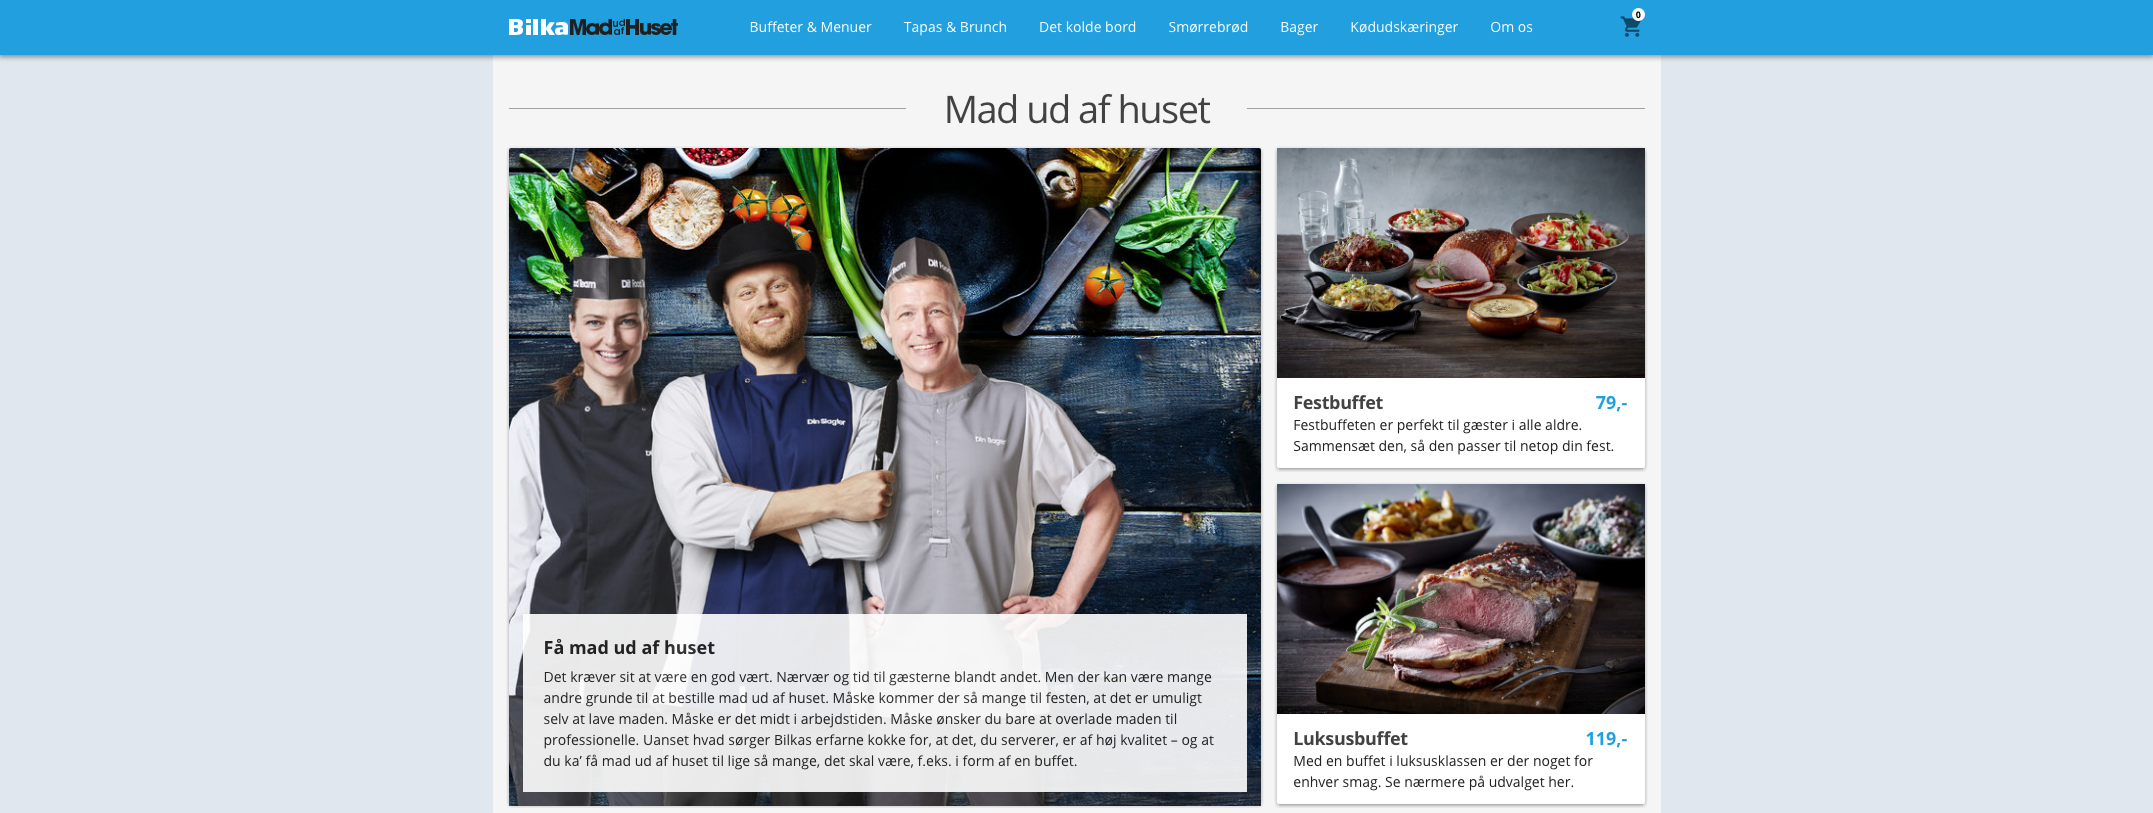 BilkaMad ud af Huset
Buffeter & Menuer
Tapas & Brunch
Det kolde bord
Smørrebrød
Bager
Kødudskæringer
Om os
0
Mad ud af huset
Dit Food
Dit
Din Slagter
Få mad ud af huset
Det kræver sit at være en god vært. Nærvær og tid til gæsterne blandt andet. Men der kan være mange
andre grunde til at bestille mad ud af huset. Måske kommer der så mange til festen, at det er umuligt
selv at lave maden. Måske er det midt i arbejdstiden. Måske ønsker du bare at overlade maden til
professionelle. Uanset hvad sørger Bilkas erfarne kokke for, at det, du serverer, er af høj kvalitet – og at
du ka’ få mad ud af huset til lige så mange, det skal være, f.eks. i form af en buffet.
Festbuffet 79,-
Festbuffeten er perfekt til gæster i alle aldre.
Sammensæt den, så den passer til netop din fest.
Luksusbuffet 119,-
Med en buffet i luksusklassen er der noget for
enhver smag. Se nærmere på udvalget her.